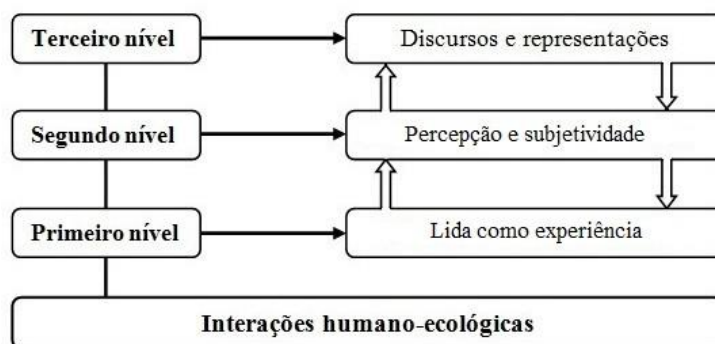 Terceiro nível
Discursos e representações
Segundo nível
Percepção e subjetividade
Primeiro nível
Lida como experiência
Interações humano-ecológicas